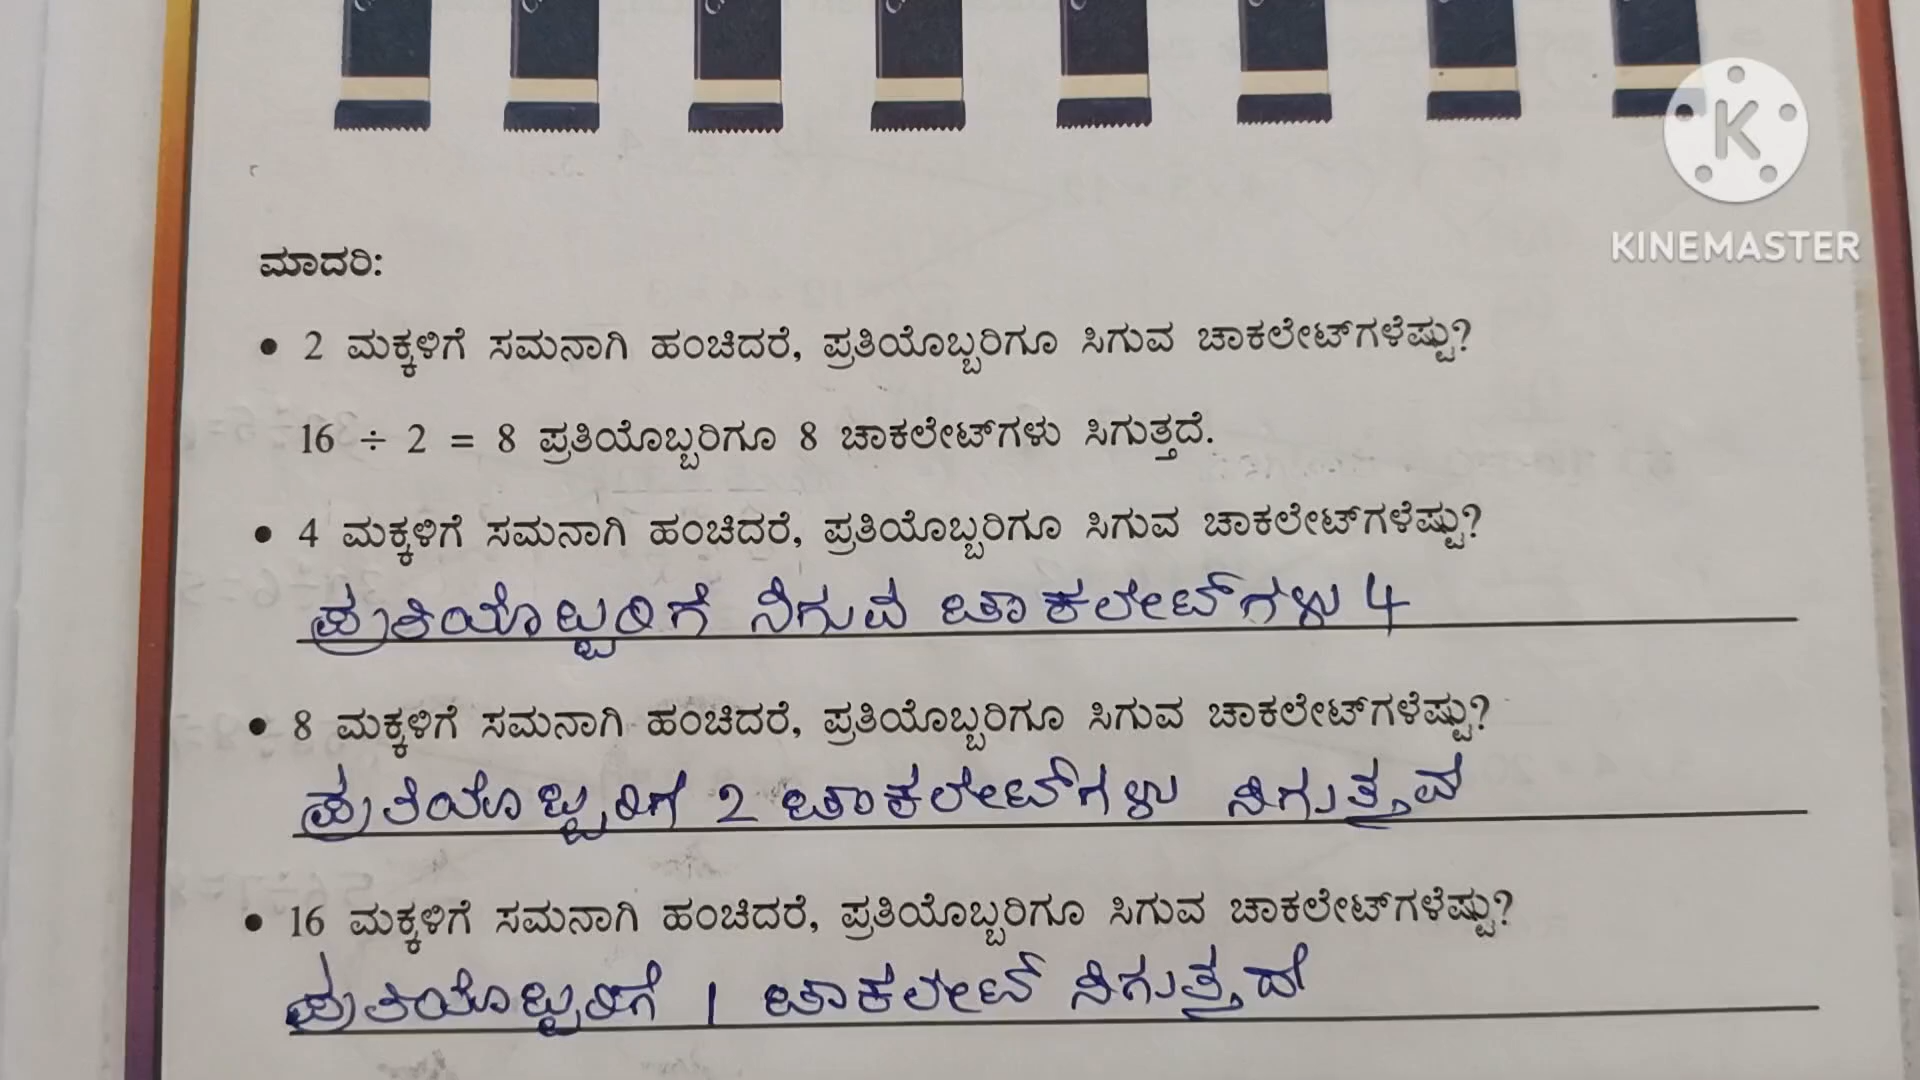 KINEMASTER
ಮಾದರಿ:
• 2 ಮಕ್ಕಳಿಗೆ ಸಮನಾಗಿ ಹಂಚಿದರೆ, ಪ್ರತಿಯೊಬ್ಬರಿಗೂ ಸಿಗುವ ಚಾಕಲೇಟ್‌ಗಳೆಷ್ಟು?
16 ÷ 2 = 8 ಪ್ರತಿಯೊಬ್ಬರಿಗೂ 8 ಚಾಕಲೇಟ್‌ಗಳು ಸಿಗುತ್ತದೆ.
• 4 ಮಕ್ಕಳಿಗೆ ಸಮನಾಗಿ ಹಂಚಿದರೆ, ಪ್ರತಿಯೊಬ್ಬರಿಗೂ ಸಿಗುವ ಚಾಕಲೇಟ್‌ಗಳೆಷ್ಟು?
ಪ್ರತಿಯೊಬ್ಬರಿಗೆ ಸಿಗುವ ಚಾಕಲೇಟ್‌ಗಳು 4
• 8 ಮಕ್ಕಳಿಗೆ ಸಮನಾಗಿ ಹಂಚಿದರೆ, ಪ್ರತಿಯೊಬ್ಬರಿಗೂ ಸಿಗುವ ಚಾಕಲೇಟ್‌ಗಳೆಷ್ಟು?
ಪ್ರತಿಯೊಬ್ಬರಿಗೆ 2 ಚಾಕಲೇಟ್‌ಗಳು ಸಿಗುತ್ತವೆ
• 16 ಮಕ್ಕಳಿಗೆ ಸಮನಾಗಿ ಹಂಚಿದರೆ, ಪ್ರತಿಯೊಬ್ಬರಿಗೂ ಸಿಗುವ ಚಾಕಲೇಟ್‌ಗಳೆಷ್ಟು?
ಪ್ರತಿಯೊಬ್ಬರಿಗೆ 1 ಚಾಕಲೇಟ್ ಸಿಗುತ್ತದೆ